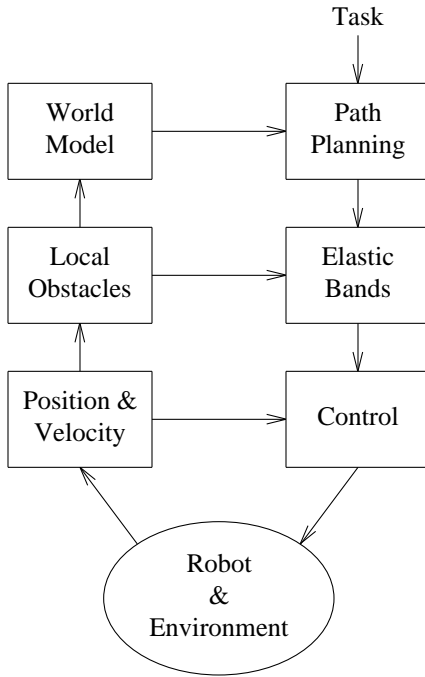 Task
World
Model
Path
Planning
Local
Obstacles
Elastic
Bands
Position &
Velocity
Control
Robot
&
Environment